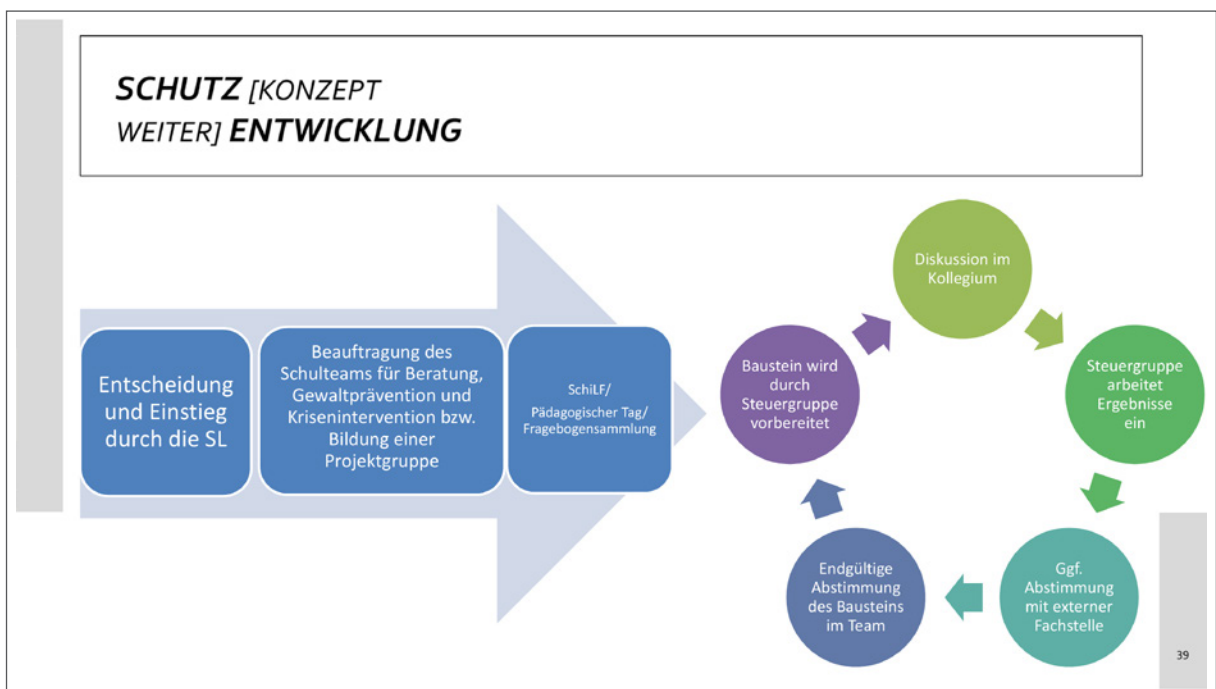 SCHUTZ [KONZEPT
WEITER] ENTWICKLUNG
Entscheidung
und Einstieg
durch die SL
Beauftragung des
Schulteams für Beratung,
Gewaltprävention und
Krisenintervention bzw.
Bildung einer
Projektgruppe
SchiLF/
Pädagogischer Tag/
Fragebogensammlung
Baustein wird
durch
Steuergruppe
vorbereitet
Diskussion im
Kollegium
Steuergruppe
arbeitet
Ergebnisse
ein
Ggf.
Abstimmung
mit externer
Fachstelle
Endgültige
Abstimmung
des Bausteins
im Team
39